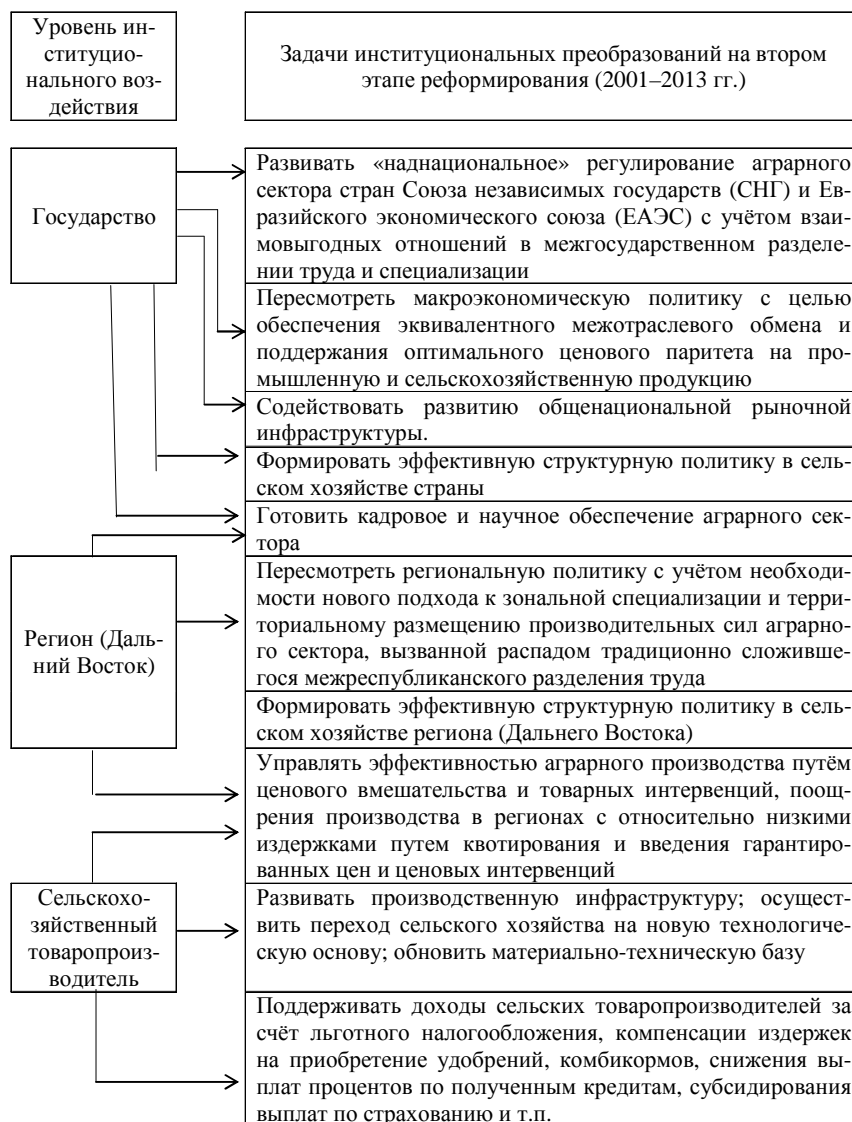 Уровень ин-
ституцио-
нального воз-
действия
Задачи институциональных преобразований на втором
этапе реформирования (2001–2013 гг.)
Государство
Развивать «наднациональное» регулирование аграрного
сектора стран Союза независимых государств (СНГ) и Ев-
разийского экономического союза (ЕАЭС) с учётом взаи-
мовыгодных отношений в межгосударственном разделе-
нии труда и специализации
Пересмотреть макроэкономическую политику с целью
обеспечения эквивалентного межотраслевого обмена и
поддержания оптимального ценового паритета на про-
мышленную и сельскохозяйственную продукцию
Содействовать развитию общенациональной рыночной
инфраструктуры.
Формировать эффективную структурную политику в сель-
ском хозяйстве страны
Готовить кадровое и научное обеспечение аграрного сек-
тора
Регион (Даль-
ний Восток)
Пересмотреть региональную политику с учётом необходи-
мости нового подхода к зональной специализации и терри-
ториальному размещению производительных сил аграрно-
го сектора, вызванной распадом традиционно сложивше-
гося межреспубликанского разделения труда
Формировать эффективную структурную политику в сель-
ском хозяйстве региона (Дальнего Востока)
Управлять эффективностью аграрного производства путём
ценового вмешательства и товарных интервенций, поощ-
рения производства в регионах с относительно низкими
издержками путем квотирования и введения гарантиро-
ванных цен и ценовых интервенций
Сельскохо-
зяйственный
товаропроиз-
водитель
Развивать производственную инфраструктуру; осущест-
вить переход сельского хозяйства на новую технологиче-
скую основу; обновить материально-техническую базу
Поддерживать доходы сельских товаропроизводителей за
счёт льготного налогообложения, компенсации издержек
на приобретение удобрений, комбикормов, снижения вы-
плат процентов по полученным кредитам, субсидирования
выплат по страхованию и т.п.